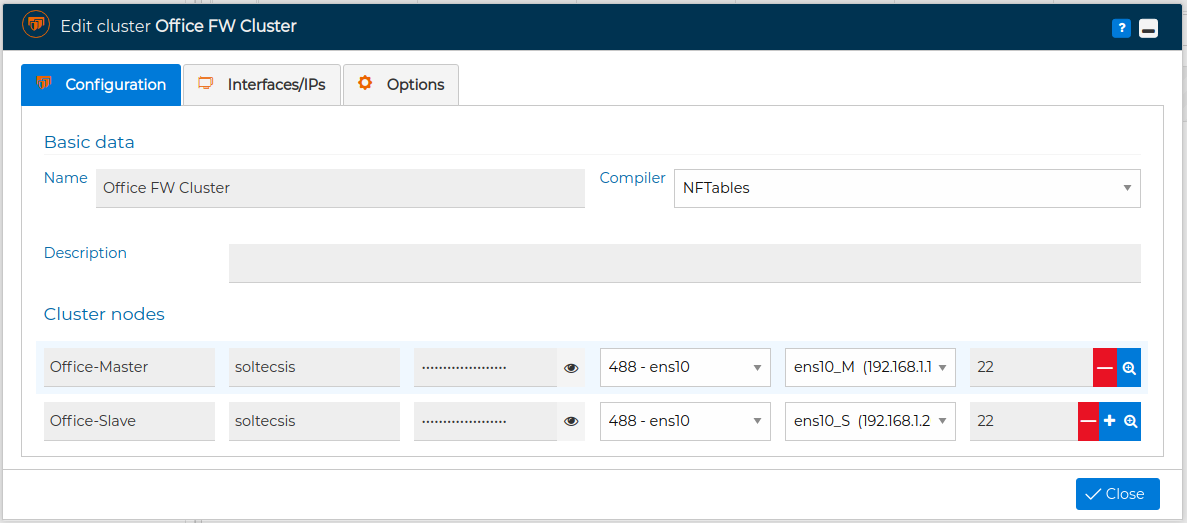 Edit cluster Office FW Cluster
?
Configuration Interfaces/IPs Options
Basic data
Name Office FW Cluster Compiler NFTables
Description
Cluster nodes
Office-Master soltecsis ···················· 488 - ens10 ens10_M (192.168.1.1 22
Office-Slave soltecsis ···················· 488 - ens10 ens10_S (192.168.1.2 22
Close